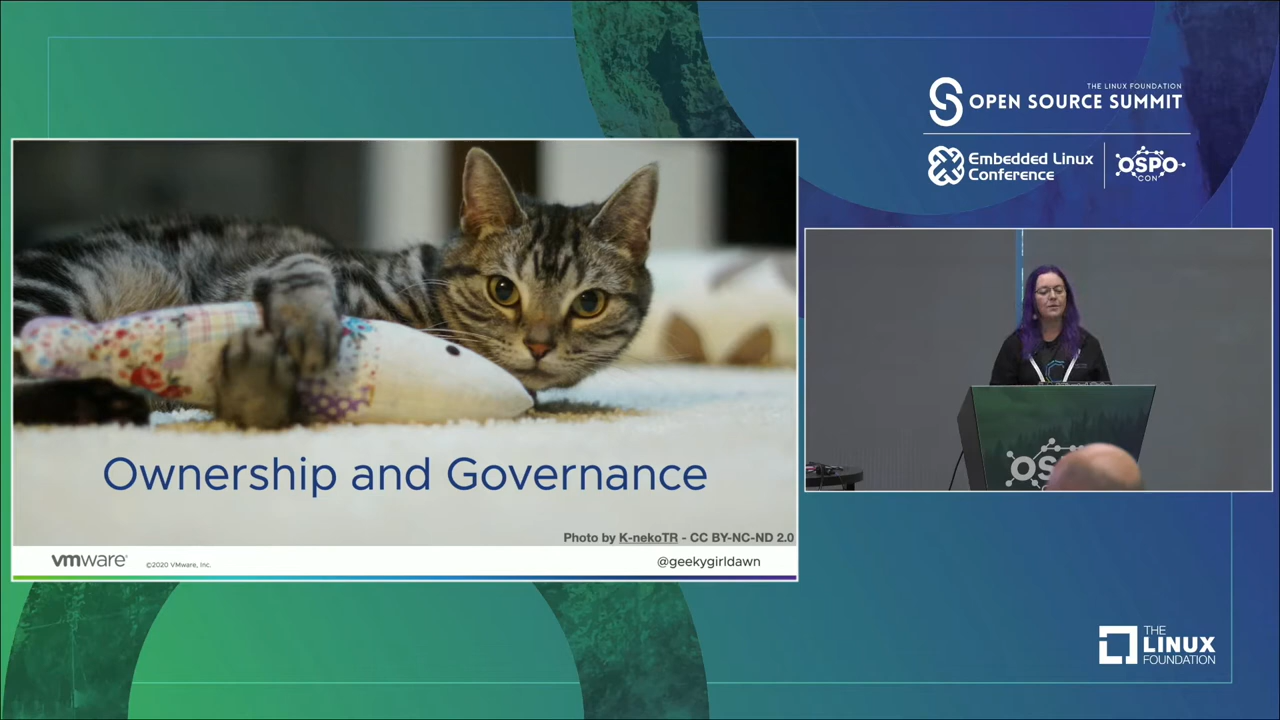 THE LINUX FOUNDATION
OPEN SOURCE SUMMIT
Embedded Linux
Conference
OSPO
CON
Ownership and Governance
Photo by K-nekoTR - CC BY-NC-ND 2.0
vmware®
©2020 VMware, Inc.
@geekygirldawn
THE
LINUX
FOUNDATION